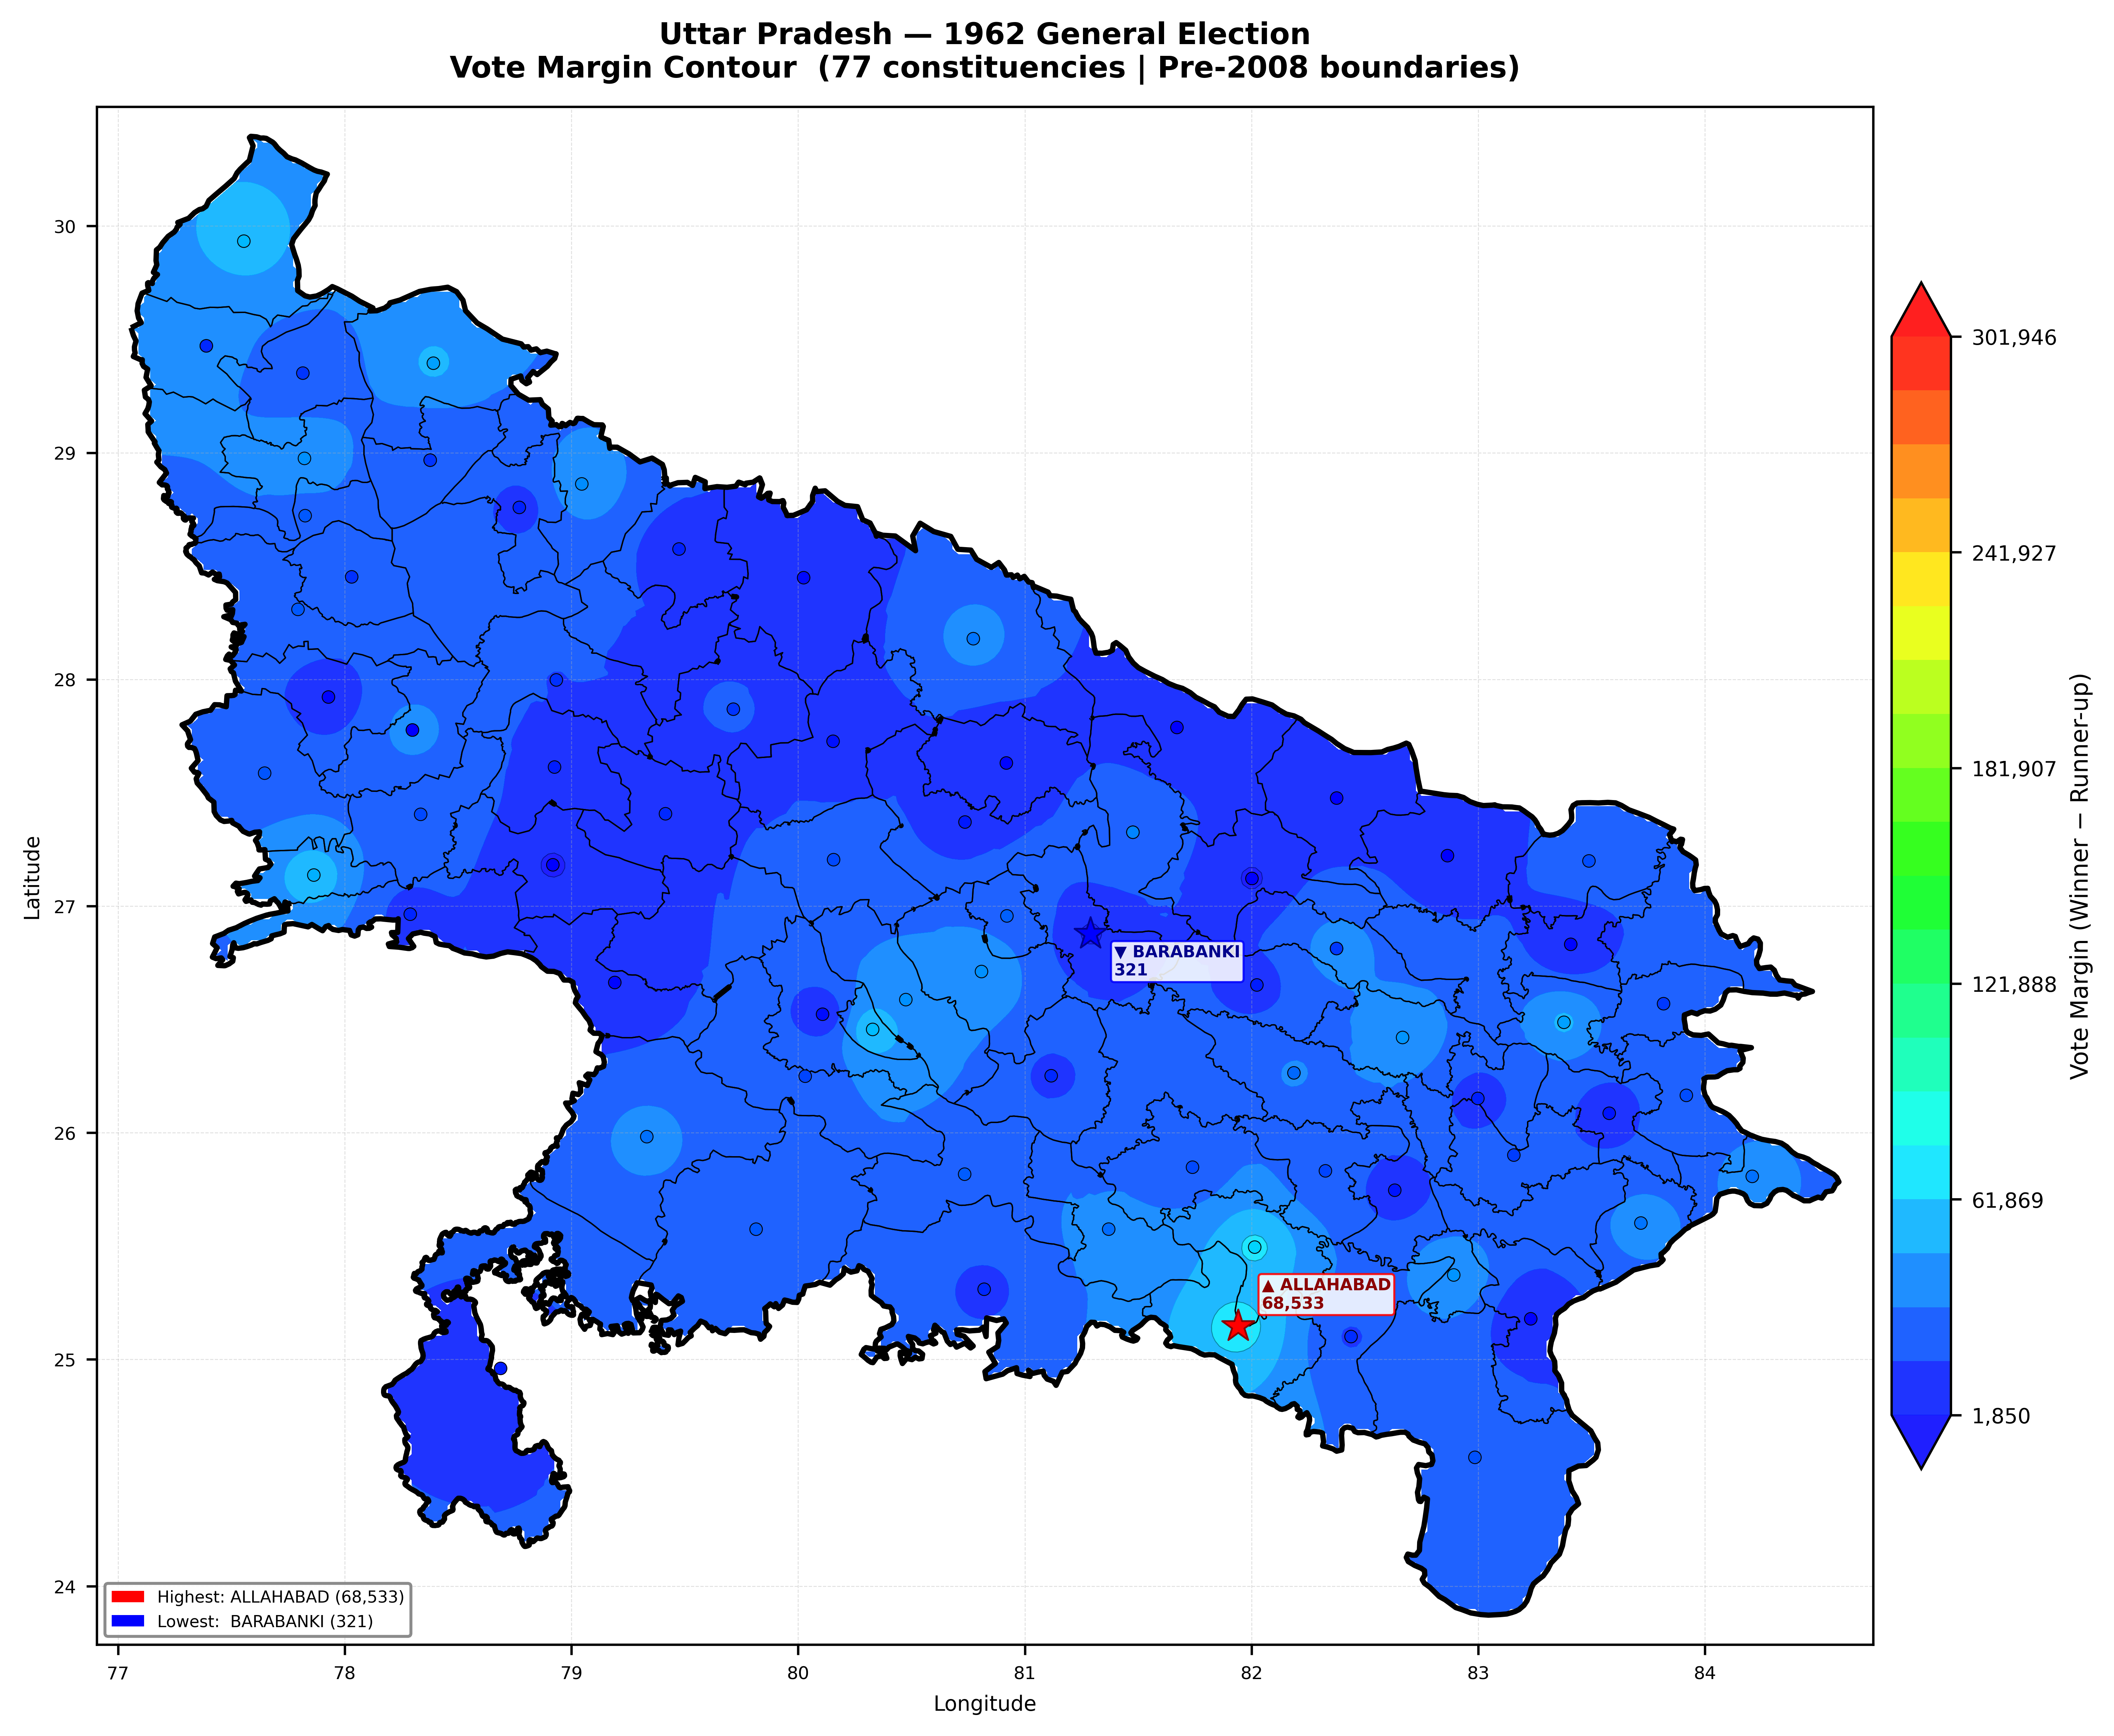 Uttar Pradesh — 1962 General Election
Vote Margin Contour  (77 constituencies | Pre-2008 boundaries)
30
29
28
27
26
25
24
Latitude
77
78
79
80
81
82
83
84
Longitude
▼ BARABANKI
321
▲ ALLAHABAD
68,533
Highest: ALLAHABAD (68,533)
Lowest:  BARABANKI (321)
301,946
241,927
181,907
121,888
61,869
1,850
Vote Margin (Winner − Runner-up)